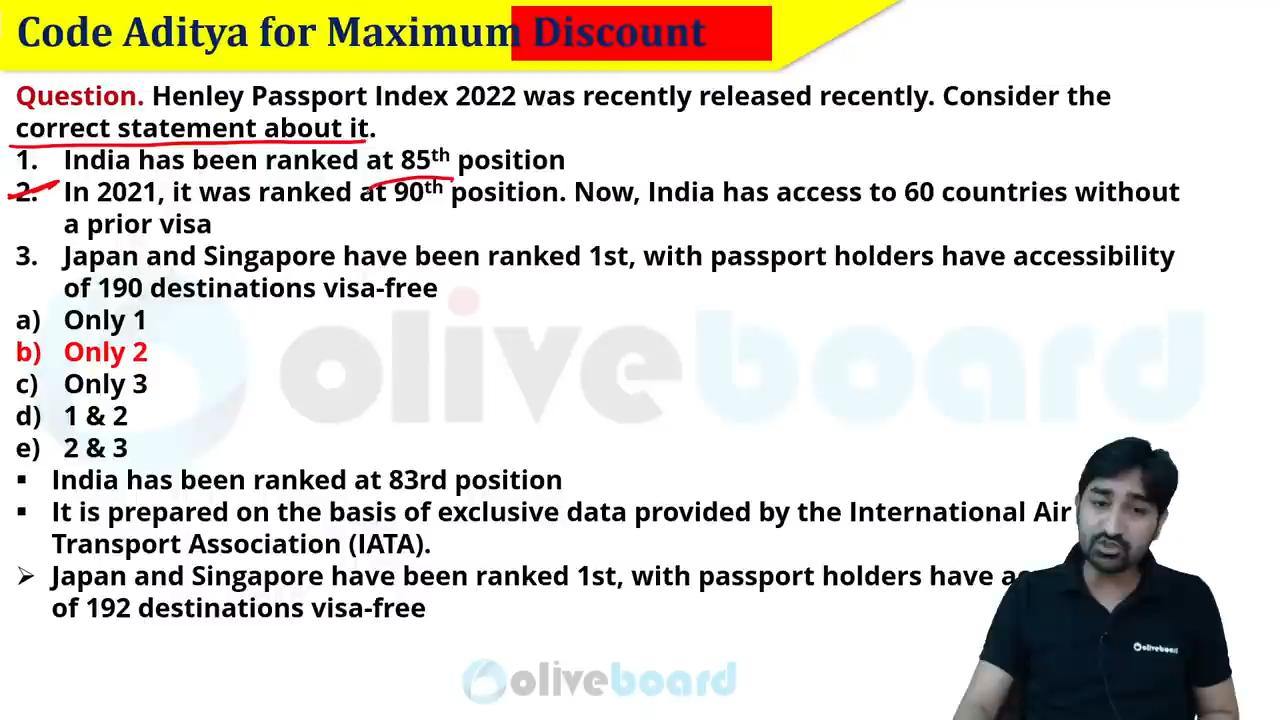 Code Aditya for Maximum Discount
Question. Henley Passport Index 2022 was recently released recently. Consider the
correct statement about it.
1. India has been ranked at 85th position
2. In 2021, it was ranked at 90th position. Now, India has access to 60 countries without
a prior visa
3. Japan and Singapore have been ranked 1st, with passport holders have accessibility
of 190 destinations visa-free
a) Only 1
b) Only 2
c) Only 3
d) 1 & 2
e) 2 & 3
▪ India has been ranked at 83rd position
▪ It is prepared on the basis of exclusive data provided by the International Air
Transport Association (IATA).
➢ Japan and Singapore have been ranked 1st, with passport holders have
of 192 destinations visa-free
oliveboard
oliveboard
oliveboard